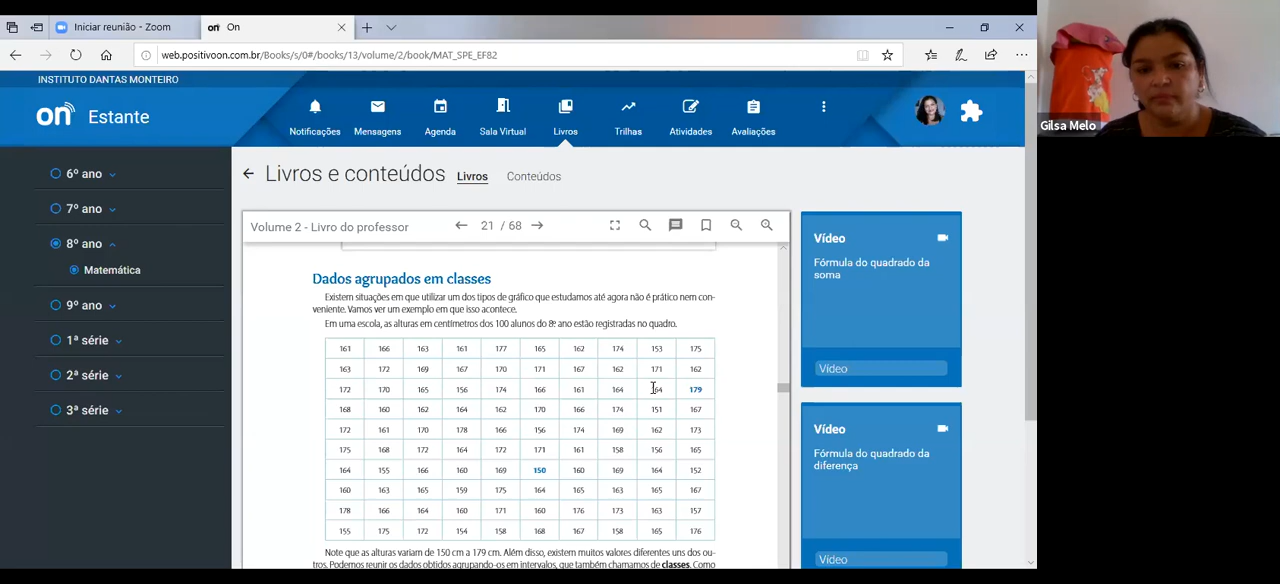 Iniciar reunião - Zoom
On On
web.positivoon.com.br/Books/s/0#/books/13/volume/2/book/MAT_SPE_EF82
INSTITUTO DANTAS MONTEIRO
on Estante
Notificações Mensagens Agenda Sala Virtual Livros Trilhas Atividades Avaliações
Gilsa Melo
6º ano
7º ano
8º ano
Matemática
9º ano
1ª série
2ª série
3ª série
Livros e conteúdos Livros Conteúdos
Volume 2 - Livro do professor 21 / 68
Dados agrupados em classes
Existem situações em que utilizar um dos tipos de gráfico que estudamos até agora não é prático nem con-
veniente. Vamos ver um exemplo em que isso acontece.
Em uma escola, as alturas em centímetros dos 100 alunos do 8º ano estão registradas no quadro.
161 166 163 161 177 165 162 174 153 175
163 172 169 167 170 171 167 162 171 162
172 170 165 156 174 166 161 164 164 179
168 160 162 164 162 170 166 174 151 167
172 161 170 178 166 156 174 169 162 173
175 168 172 164 172 171 161 158 156 165
164 155 166 160 169 150 160 169 164 152
160 163 165 159 175 164 165 163 165 167
178 166 164 160 171 160 176 173 163 157
155 175 172 154 158 168 167 158 165 176
Note que as alturas variam de 150 cm a 179 cm. Além disso, existem muitos valores diferentes uns dos ou-
tros. Podemos reunir os dados obtidos agrupando-os em intervalos, que também chamamos de classes. Como
Vídeo
Fórmula do quadrado da
soma
Vídeo
Vídeo
Fórmula do quadrado da
diferença
Vídeo